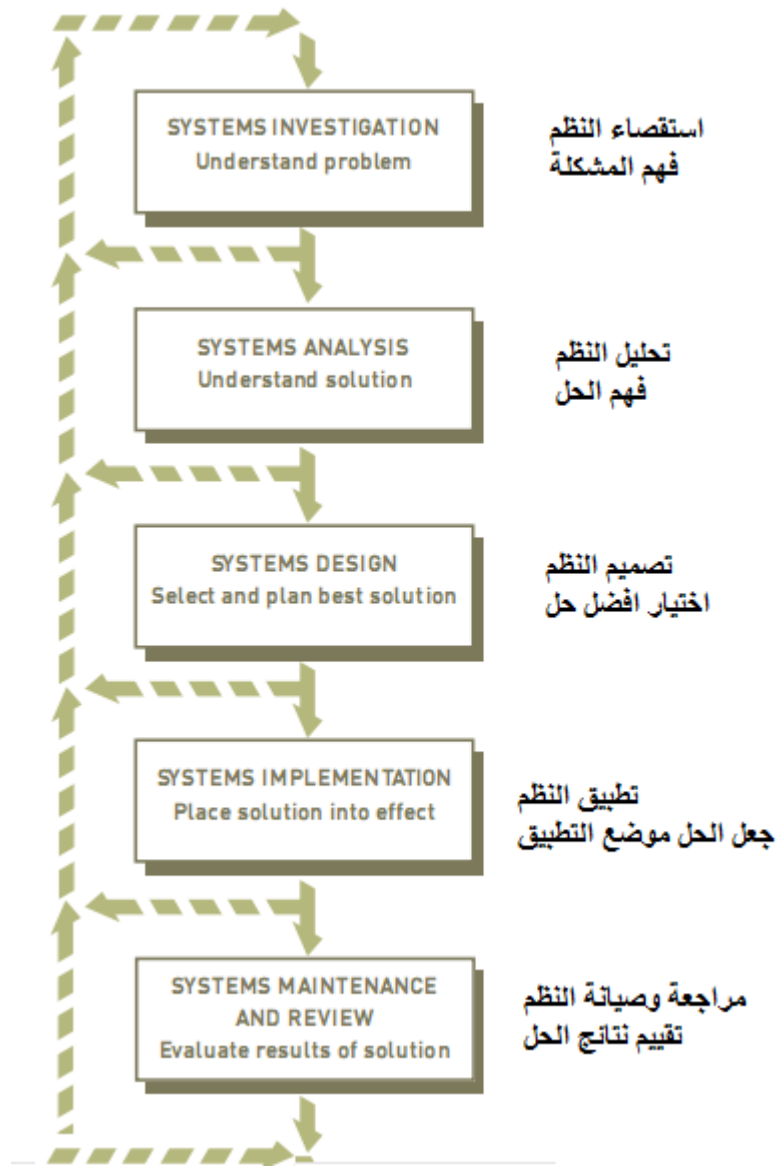 SYSTEMS INVESTIGATION
Understand problem
استقصاء النظم
فهم المشكلة
SYSTEMS ANALYSIS
Understand solution
تحليل النظم
فهم الحل
SYSTEMS DESIGN
Select and plan best solution
تصميم النظم
اختيار افضل حل
SYSTEMS IMPLEMENTATION
Place solution into effect
تطبيق النظم
جعل الحل موضع التطبيق
SYSTEMS MAINTENANCE
AND REVIEW
Evaluate results of solution
مراجعة وصيانة النظم
تقييم نتائج الحل